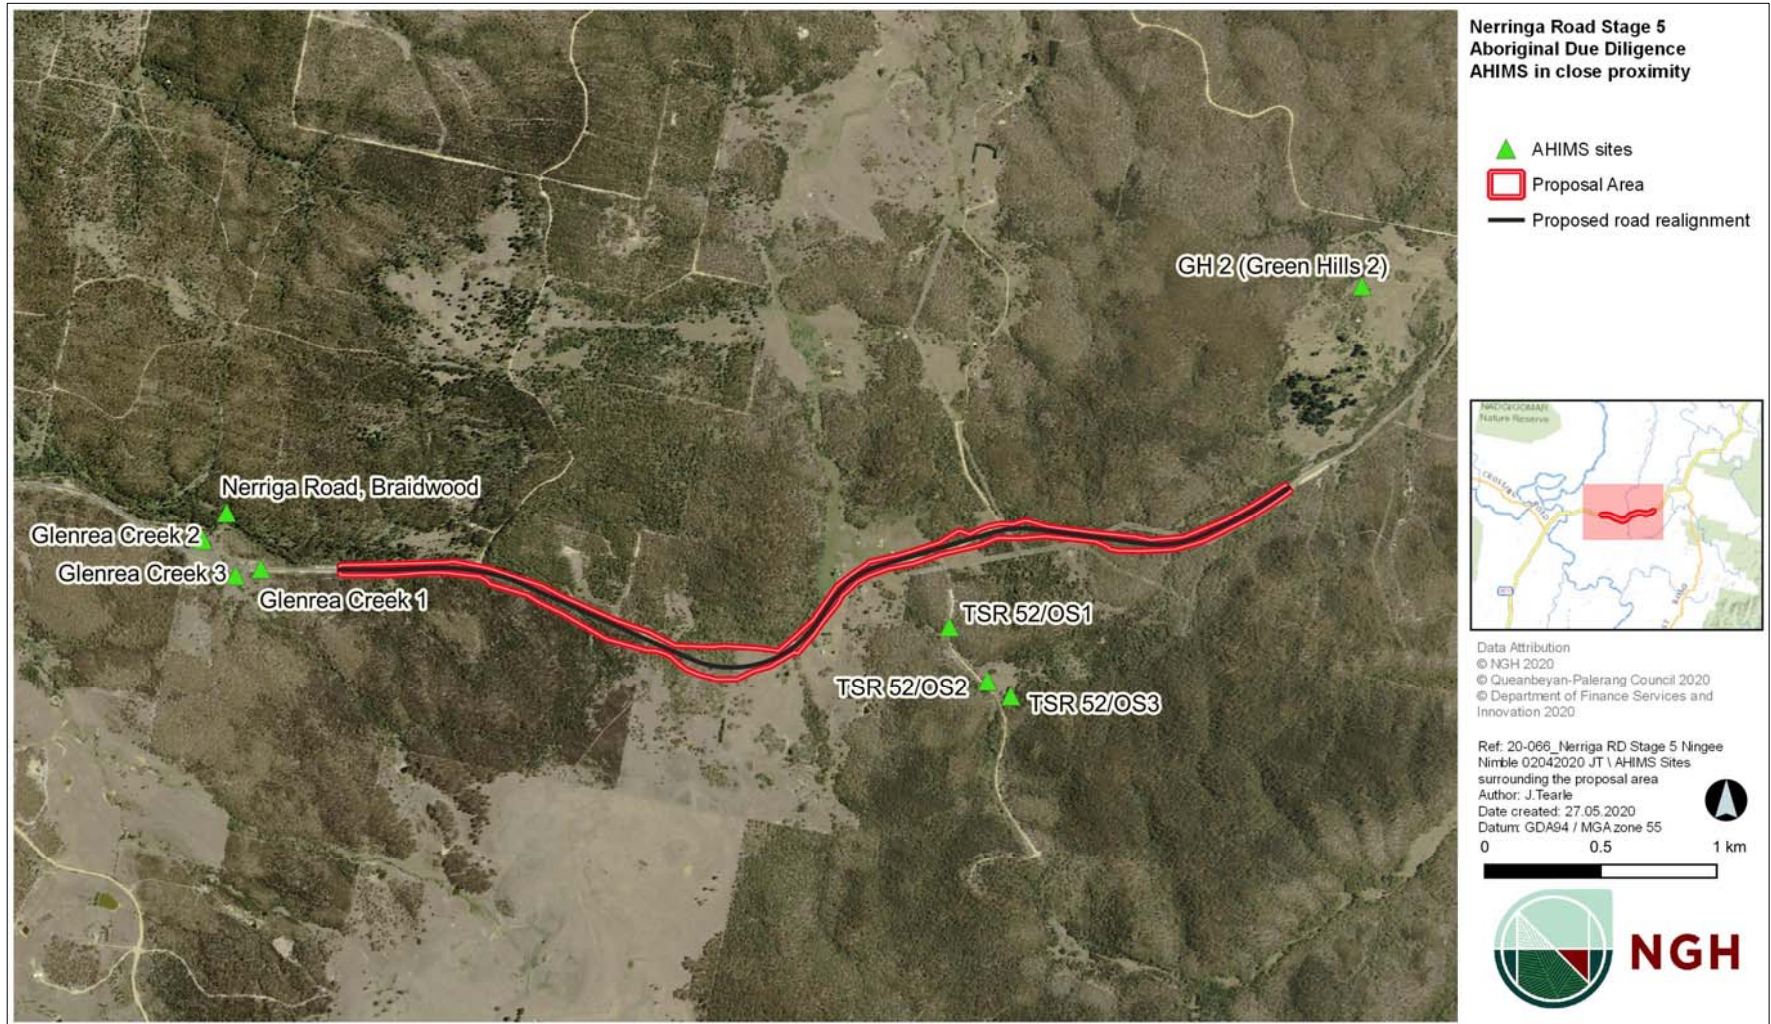 Nerringa Road Stage 5
Aboriginal Due Diligence
AHIMS in close proximity
AHIMS sites
Proposal Area
Proposed road realignment
GH 2 (Green Hills 2)
Nerriga Road, Braidwood
Glenrea Creek 2
Glenrea Creek 3
Glenrea Creek 1
TSR 52/OS1
TSR 52/OS2
TSR 52/OS3
Nature Reserve
ROAD
Data Attribution
© NGH 2020
© Queanbeyan-Palerang Council 2020
© Department of Finance Services and
Innovation 2020
Ref: 20-066_Nerriga RD Stage 5 Ningee
Nimble 02042020 JT \ AHIMS Sites
surrounding the proposal area
Author: J.Tearle
Date created: 27.05.2020
Datum: GDA94 / MGA zone 55
0 0.5 1 km
NGH